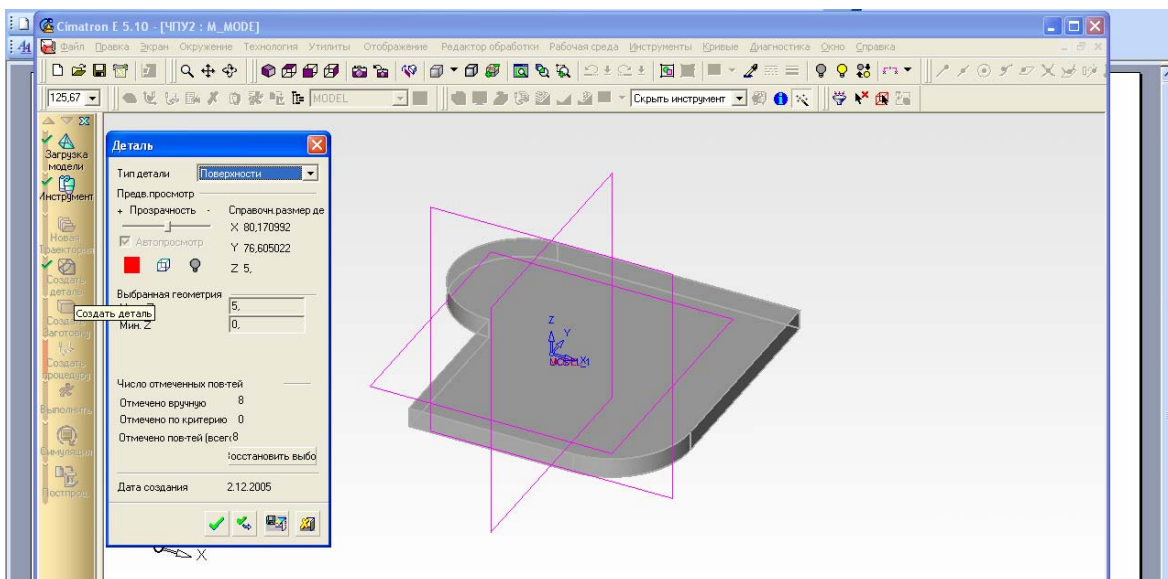 Cimatron E 5.10 - [ЧПУ2 : M_MODE]
Файл Правка Экран Окружение Технология Утилиты Отображение Редактор обработки Рабочая среда Инструменты Кривые Диагностика Окно Справка
125,67
MODEL
Скрыть инструмент
Загрузка
модели
Инструмент
Новая
Траектория
Создать
деталь
Создать
Заготовку
Создать
процедуру
Выполнить
Симуляция
Постпроц.
Создать деталь
Деталь
Тип детали Поверхности
Предв.просмотр
+ Прозрачность - Справочн.размер де
X 80,170992
Автопросмотр
Y 76,605022
Z 5,
Выбранная геометрия
5,
Мин. Z 0,
Число отмеченных пов-тей
Отмечено вручную 8
Отмечено по критерию 0
Отмечено пов-тей (всег 8
осстановить выбо
Дата создания 2.12.2005
Z
Y
X
X